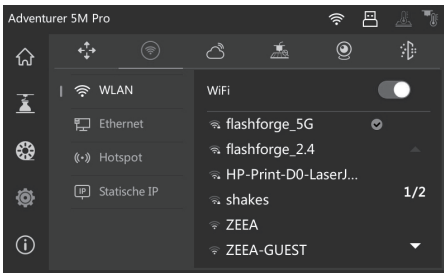 Adventurer 5M Pro
WLAN
Ethernet
Hotspot
IP Statische IP
WiFi
flashforge_5G
flashforge_2.4
HP-Print-D0-LaserJ...
shakes
1/2
ZEEA
ZEEA-GUEST